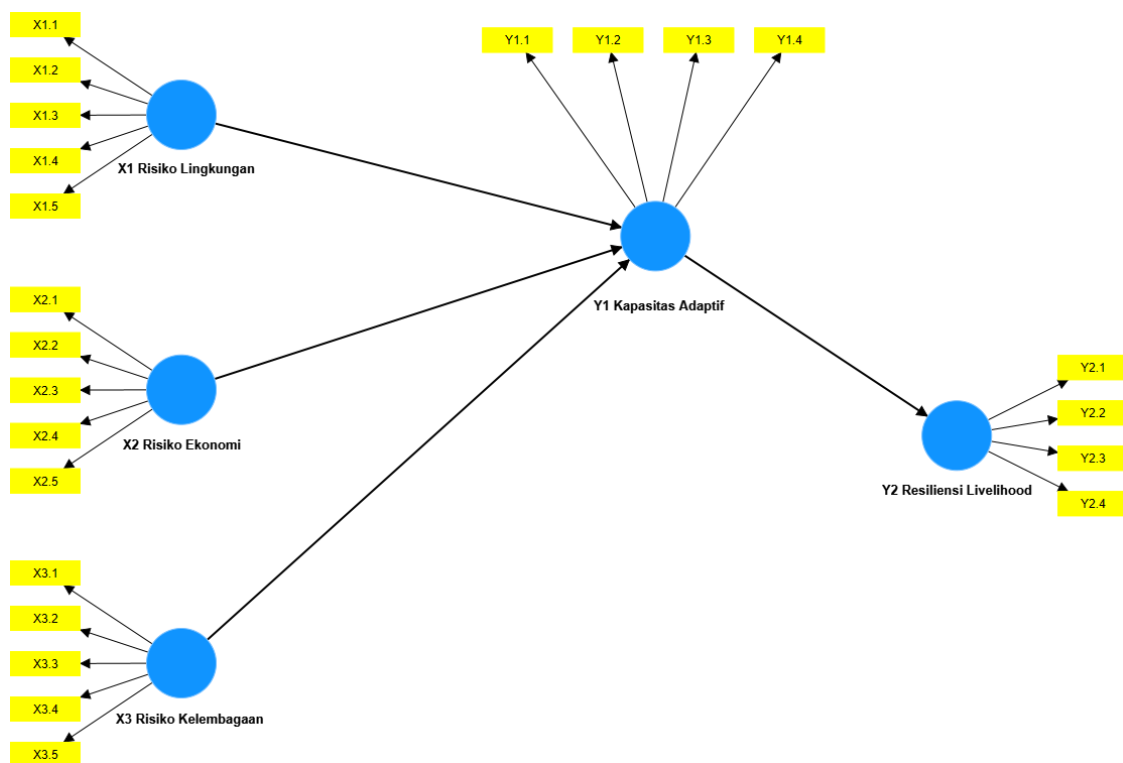 X1.1
X1.2
X1.3
X1.4
X1.5
X1 Risiko Lingkungan
Y1.1
Y1.2
Y1.3
Y1.4
Y1 Kapasitas Adaptif
X2.1
X2.2
X2.3
X2.4
X2.5
X2 Risiko Ekonomi
Y2.1
Y2.2
Y2.3
Y2.4
Y2 Resiliensi Livelihood
X3.1
X3.2
X3.3
X3.4
X3.5
X3 Risiko Kelembagaan